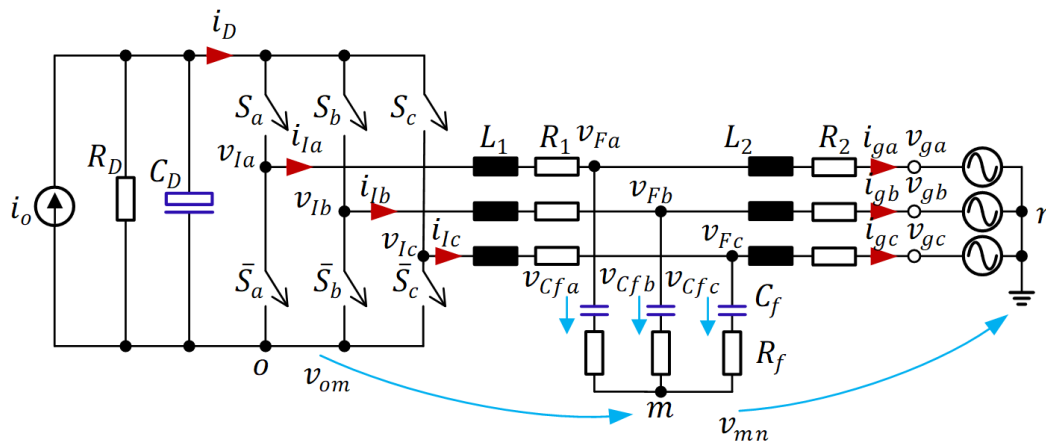 i_D
S_a S_b S_c
i_Ia
L_1 R_1 v_Fa L_2 R_2 i_ga v_ga
R_D C_D v_Ia
i_o
i_Ib v_Ib
v_Fb
i_gb v_gb
n
i_Ic v_Ic
v_Fc
i_gc v_gc
S̄_a S̄_b S̄_c
v_Cfa v_Cfb v_Cfc C_f
R_f
o
v_om
m
v_mn